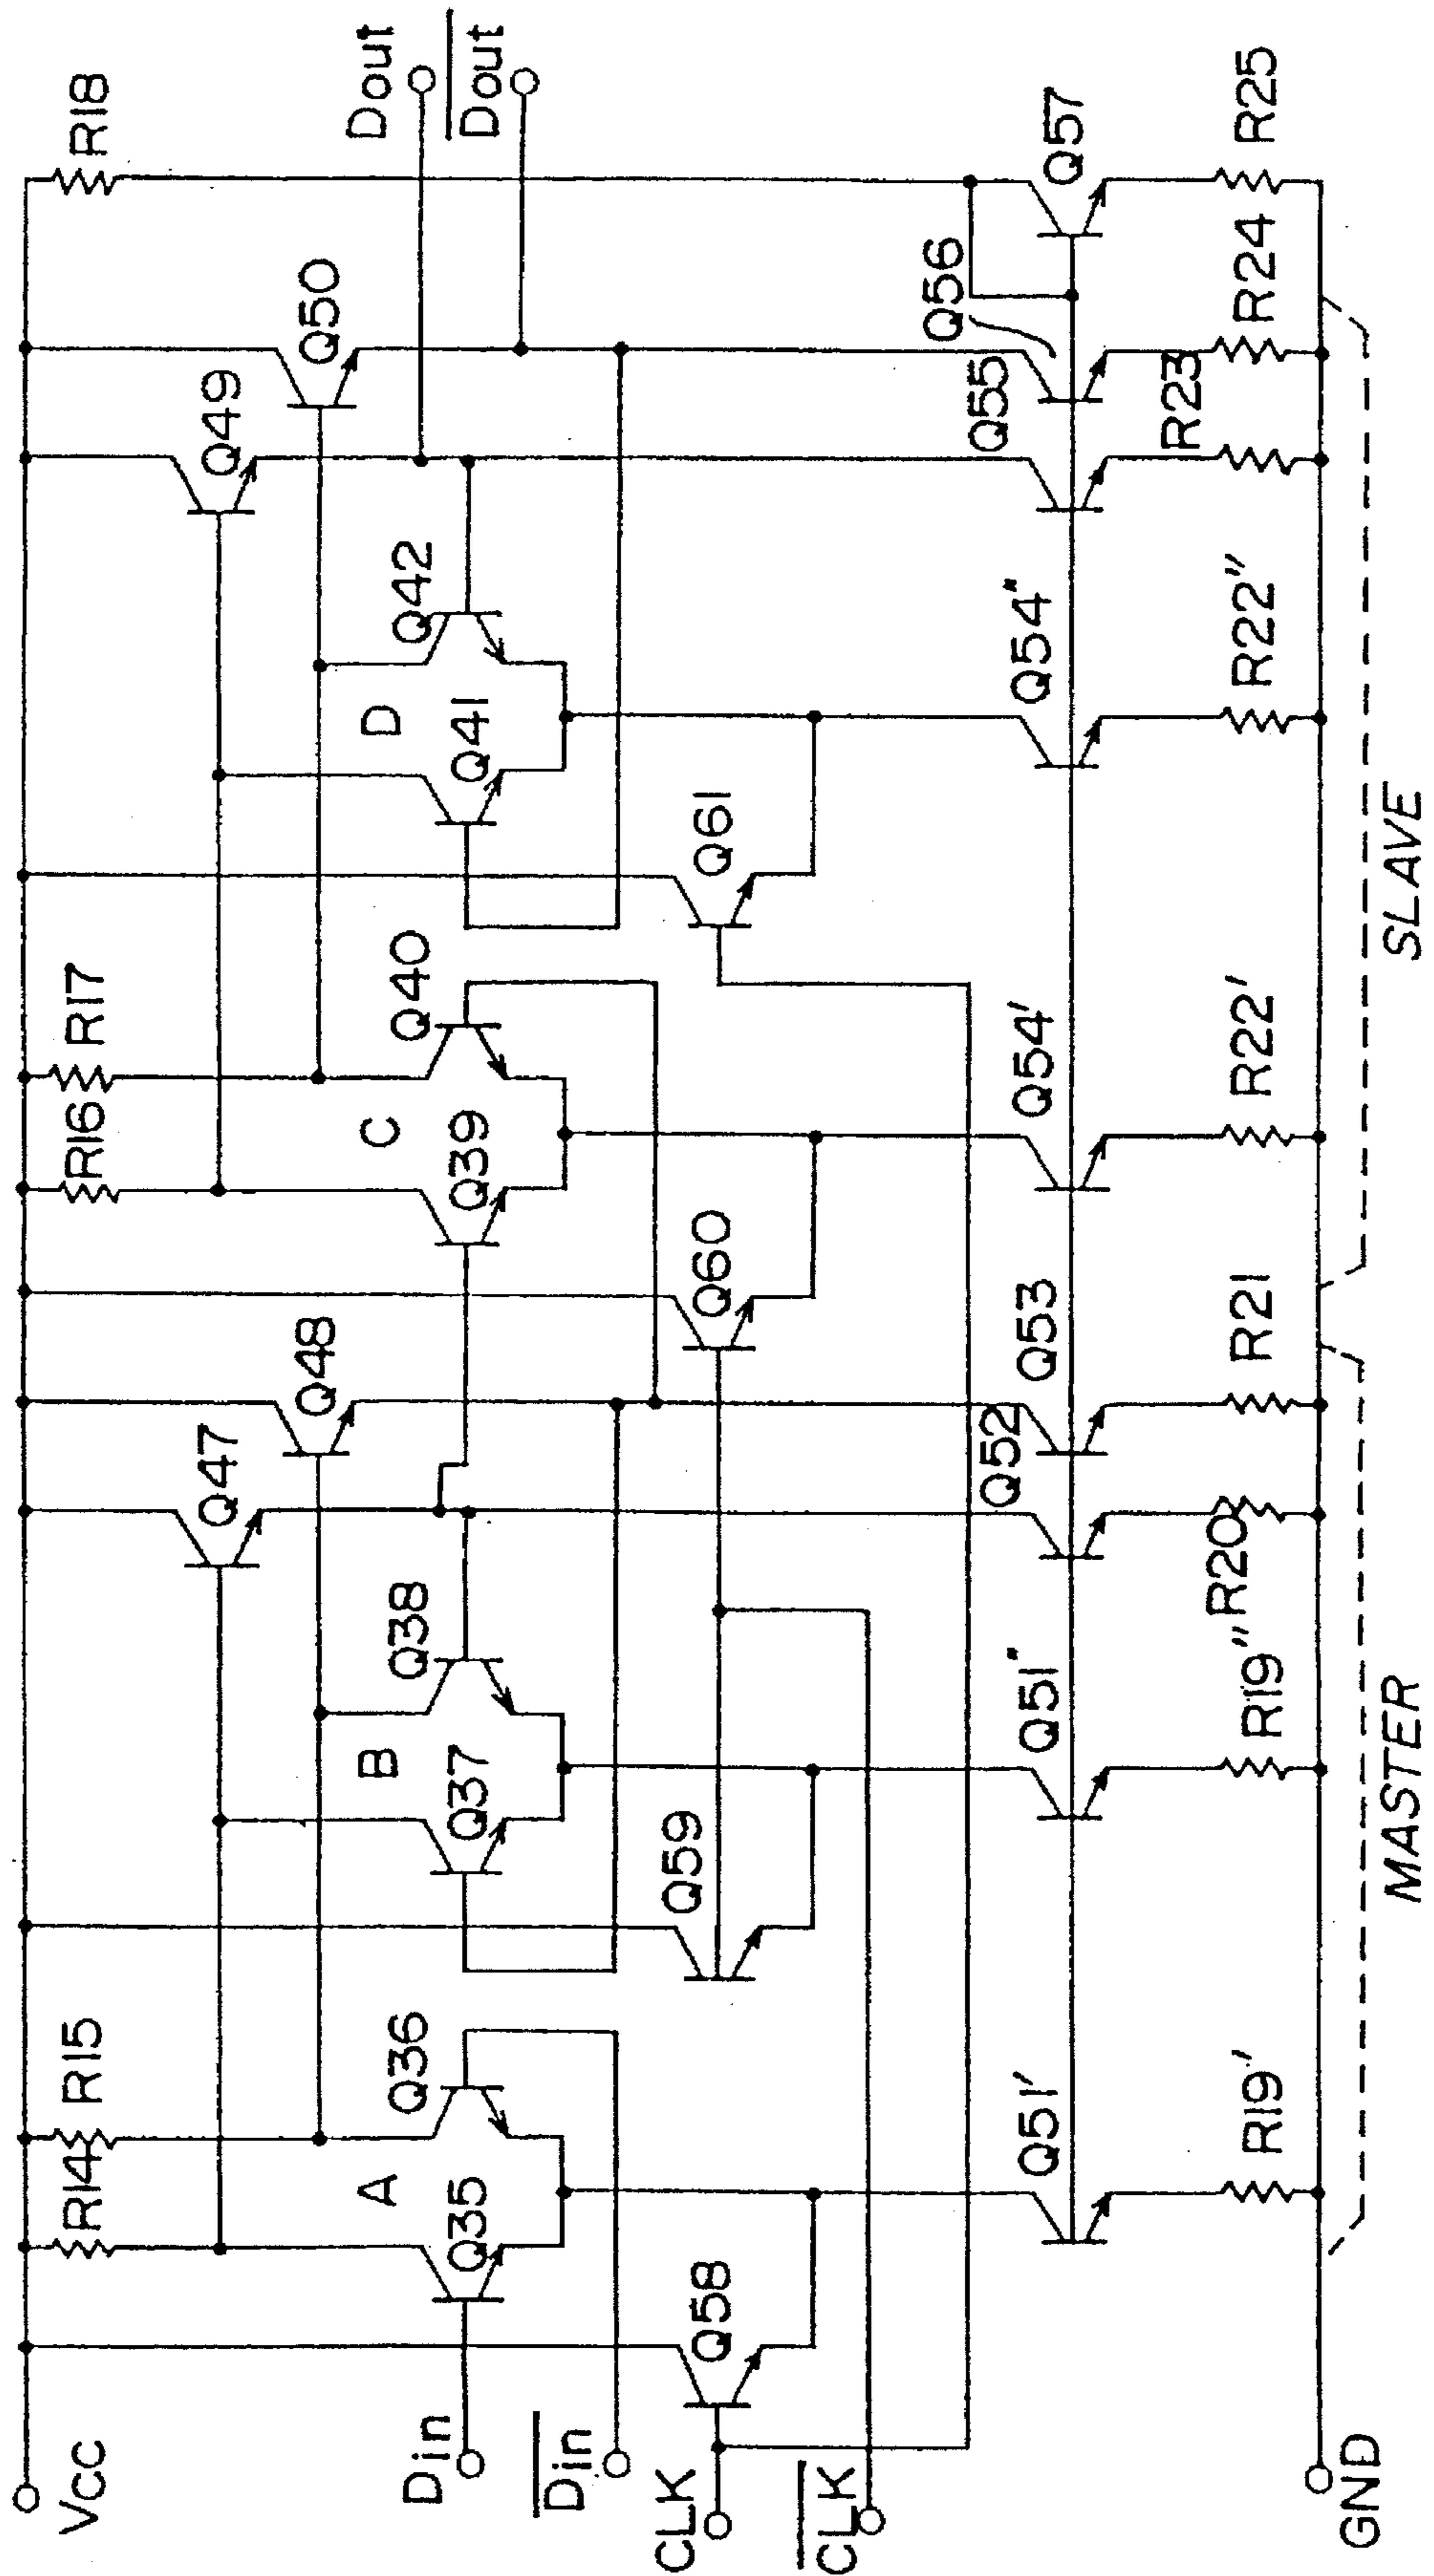 Vcc
R14
R15
R16
R17
R18
Q47
Q48
Q49
Q50
Din
Din
A
Q35
Q36
B
Q37
Q38
C
Q39
Q40
D
Q41
Q42
Dout
Dout
CLK
CLK
Q58
Q59
Q60
Q61
Q51'
Q51"
Q52
Q53
Q54'
Q54"
Q55
Q56
Q57
R19'
R19"
R20
R21
R22'
R22"
R23
R24
R25
GND
MASTER
SLAVE